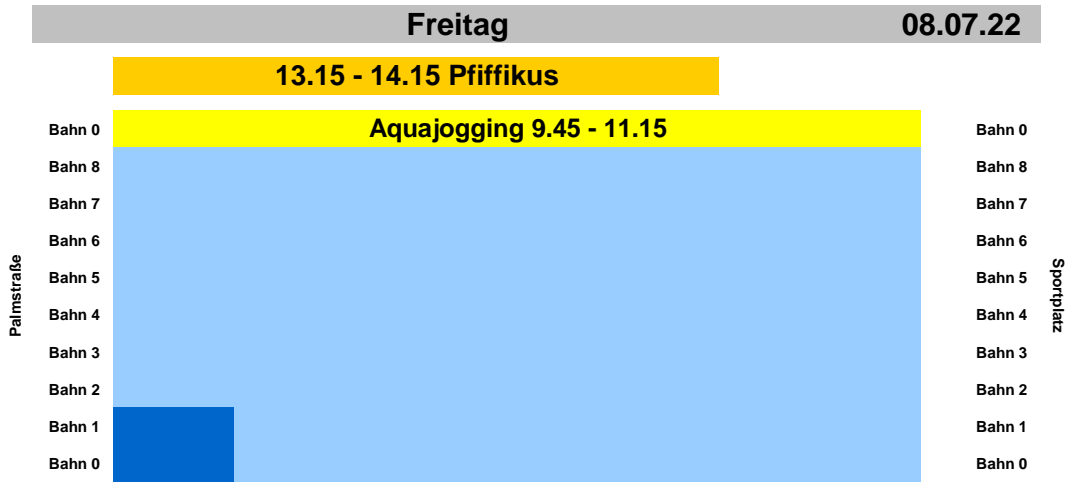 Freitag 08.07.22
13.15 - 14.15 Pfiffikus
Bahn 0 Aquajogging 9.45 - 11.15 Bahn 0
Bahn 8 Bahn 8
Bahn 7 Bahn 7
Bahn 6 Bahn 6
Bahn 5 Bahn 5
Bahn 4 Bahn 4
Bahn 3 Bahn 3
Bahn 2 Bahn 2
Bahn 1 Bahn 1
Bahn 0 Bahn 0
Palmstraße
Sportplatz